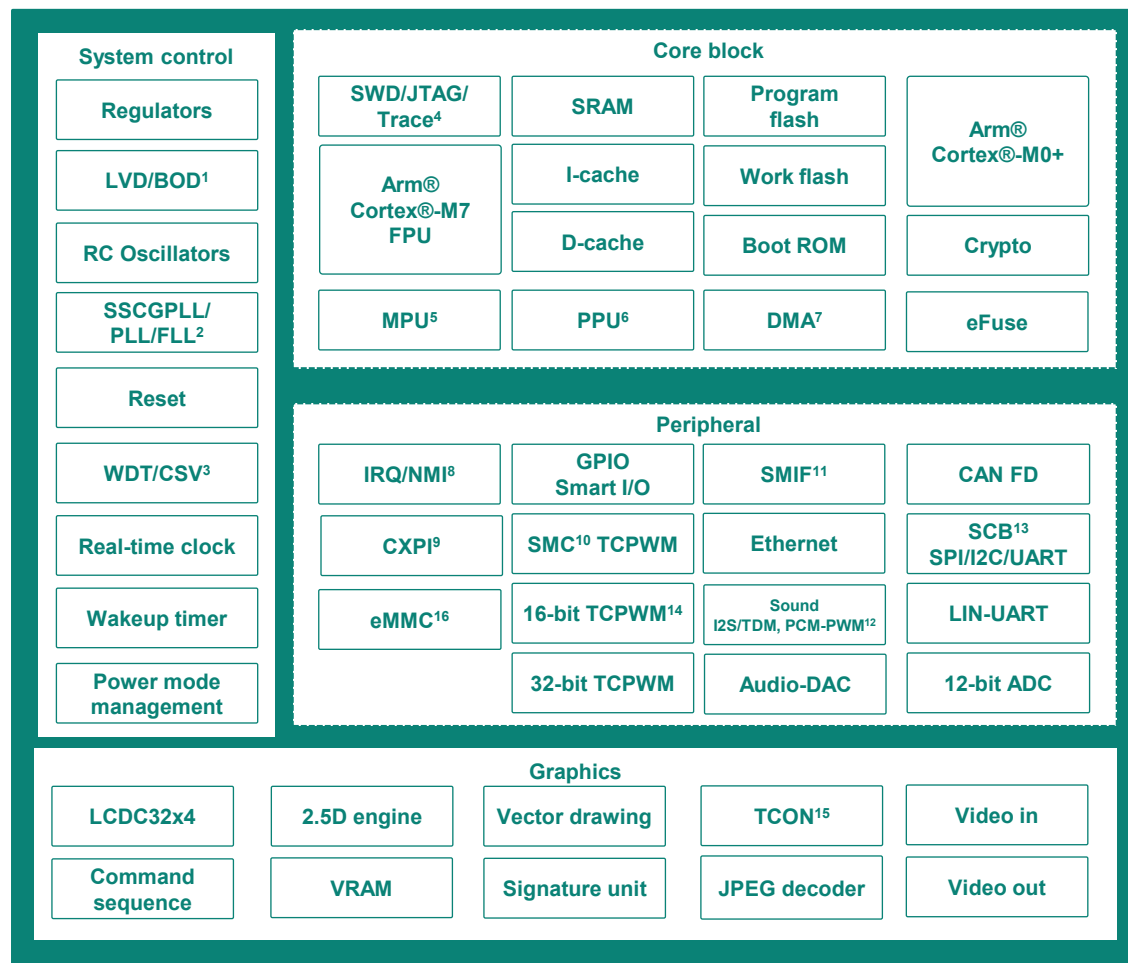 System control
Regulators
LVD/BOD¹
RC Oscillators
SSCGPLL/
PLL/FLL²
Reset
WDT/CSV³
Real-time clock
Wakeup timer
Power mode
management
Core block
SWD/JTAG/
Trace⁴
SRAM
Program
flash
Arm®
Cortex®-M0+
Arm®
Cortex®-M7
FPU
I-cache
Work flash
D-cache
Boot ROM
Crypto
MPU⁵
PPU⁶
DMA⁷
eFuse
Peripheral
IRQ/NMI⁸
GPIO
Smart I/O
SMIF¹¹
CAN FD
CXPI⁹
SMC¹⁰ TCPWM
Ethernet
SCB¹³
SPI/I2C/UART
eMMC¹⁶
16-bit TCPWM¹⁴
Sound
I2S/TDM, PCM-PWM¹²
LIN-UART
32-bit TCPWM
Audio-DAC
12-bit ADC
Graphics
LCDC32x4
2.5D engine
Vector drawing
TCON¹⁵
Video in
Command
sequence
VRAM
Signature unit
JPEG decoder
Video out